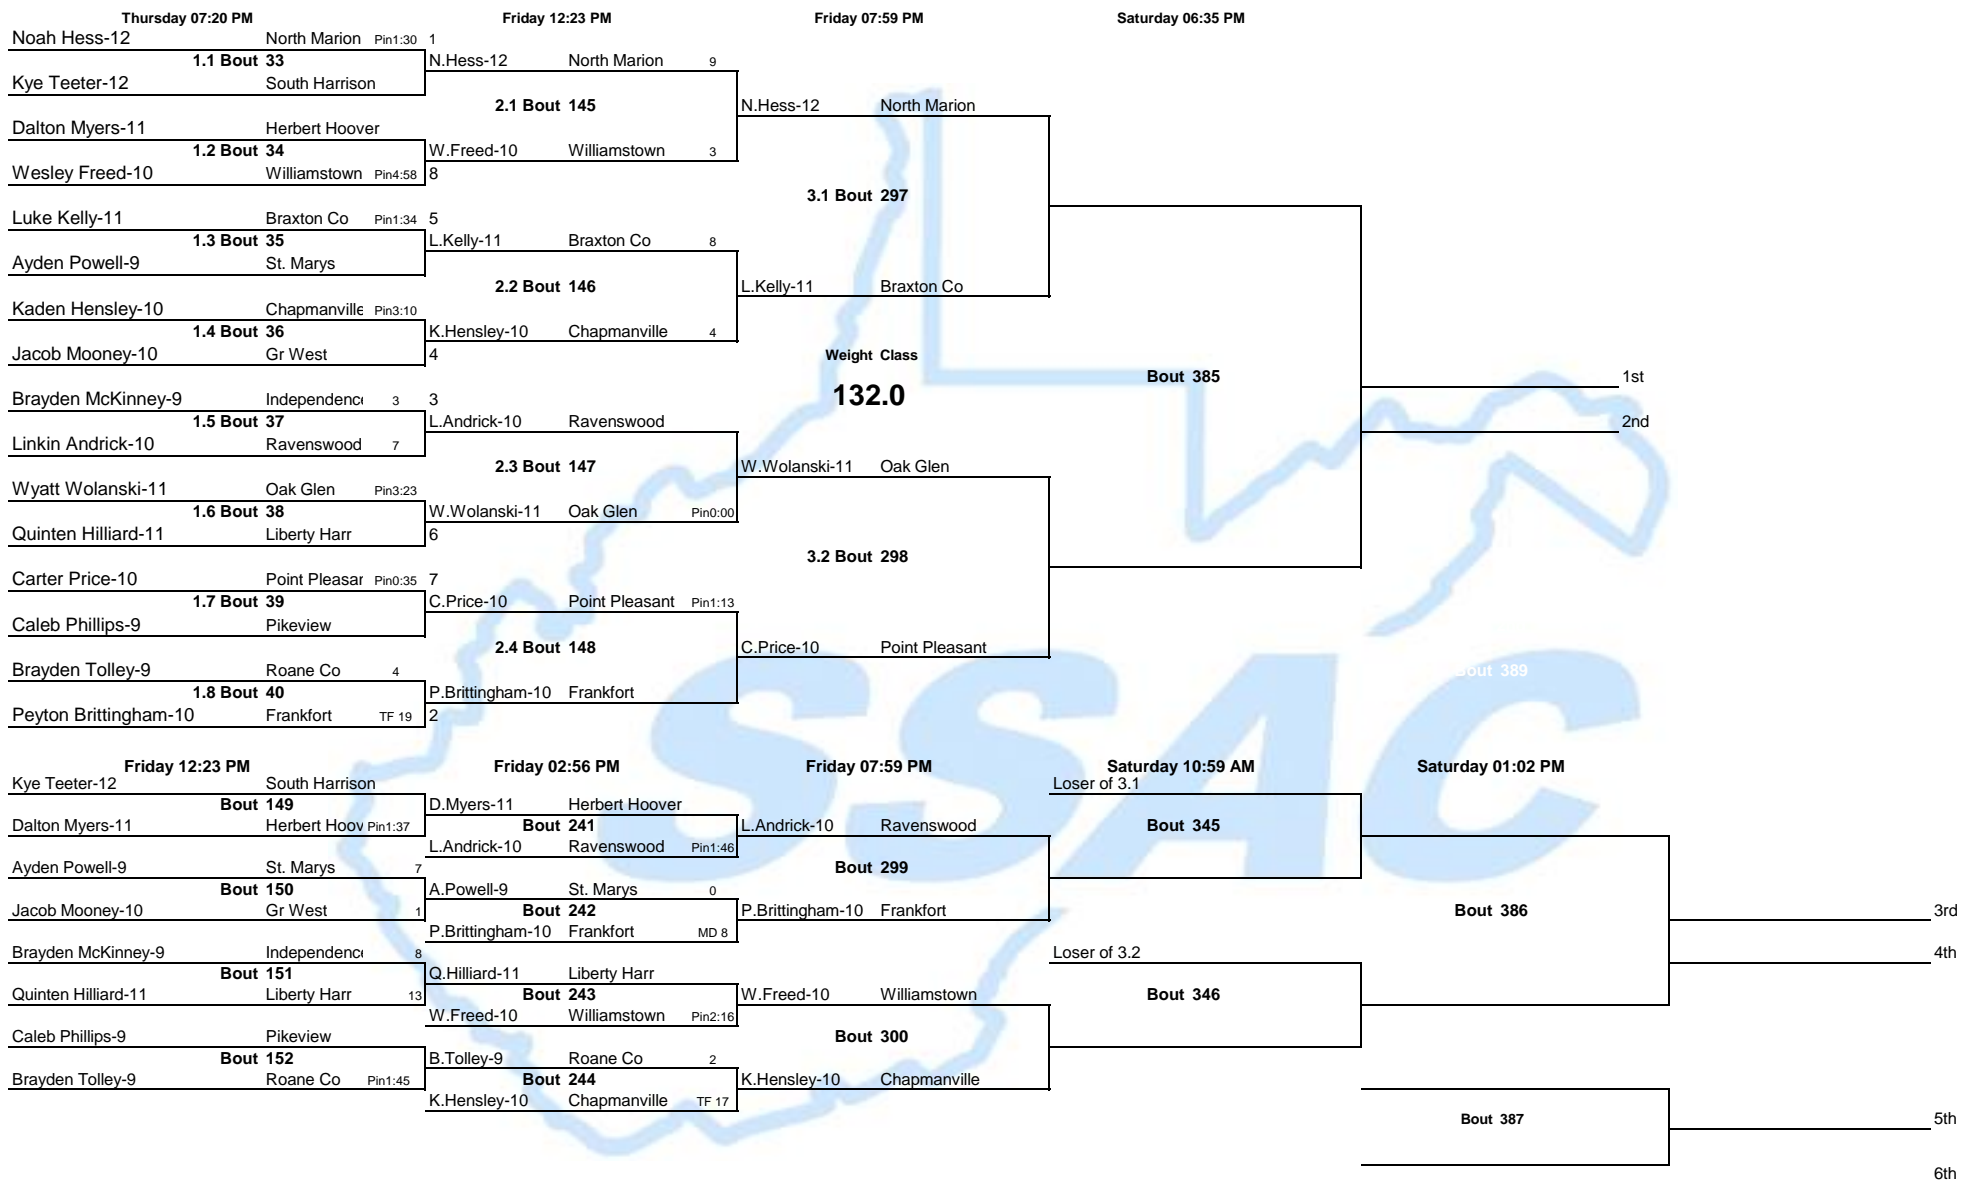 Thursday 07:20 PM Friday 12:23 PM Friday 07:59 PM Saturday 06:35 PM
Noah Hess-12 North Marion Pin1:30 1
1.1 Bout 33 N.Hess-12 North Marion 9
Kye Teeter-12 South Harrison
2.1 Bout 145 N.Hess-12 North Marion
Dalton Myers-11 Herbert Hoover
1.2 Bout 34 W.Freed-10 Williamstown 3
Wesley Freed-10 Williamstown Pin4:58 8
3.1 Bout 297
Luke Kelly-11 Braxton Co Pin1:34 5
1.3 Bout 35 L.Kelly-11 Braxton Co 8
Ayden Powell-9 St. Marys
2.2 Bout 146 L.Kelly-11 Braxton Co
Kaden Hensley-10 Chapmanville Pin3:10
1.4 Bout 36 K.Hensley-10 Chapmanville 4
Jacob Mooney-10 Gr West 4 Weight Class
Bout 385 1st
Brayden McKinney-9 Independenc 3 3 132.0
1.5 Bout 37 L.Andrick-10 Ravenswood 2nd
Linkin Andrick-10 Ravenswood 7
2.3 Bout 147 W.Wolanski-11 Oak Glen
Wyatt Wolanski-11 Oak Glen Pin3:23
1.6 Bout 38 W.Wolanski-11 Oak Glen Pin0:00
Quinten Hilliard-11 Liberty Harr 6
3.2 Bout 298
Carter Price-10 Point Pleasar Pin0:35 7
1.7 Bout 39 C.Price-10 Point Pleasant Pin1:13
Caleb Phillips-9 Pikeview
2.4 Bout 148 C.Price-10 Point Pleasant
Brayden Tolley-9 Roane Co 4 Bout 389
1.8 Bout 40 P.Brittingham-10 Frankfort
Peyton Brittingham-10 Frankfort TF 19 2
SSAC
Friday 12:23 PM Friday 02:56 PM Friday 07:59 PM Saturday 10:59 AM Saturday 01:02 PM
Kye Teeter-12 South Harrison Loser of 3.1
Bout 149 D.Myers-11 Herbert Hoover
Dalton Myers-11 Herbert Hoov Pin1:37 Bout 241 L.Andrick-10 Ravenswood Bout 345
L.Andrick-10 Ravenswood Pin1:46
Ayden Powell-9 St. Marys 7 Bout 299
Bout 150 A.Powell-9 St. Marys 0
Jacob Mooney-10 Gr West 1 Bout 242 P.Brittingham-10 Frankfort Bout 386 3rd
P.Brittingham-10 Frankfort MD 8
Brayden McKinney-9 Independenc 8 Loser of 3.2 4th
Bout 151 Q.Hilliard-11 Liberty Harr
Quinten Hilliard-11 Liberty Harr 13 Bout 243 W.Freed-10 Williamstown Bout 346
W.Freed-10 Williamstown Pin2:16
Caleb Phillips-9 Pikeview Bout 300
Bout 152 B.Tolley-9 Roane Co 2
Brayden Tolley-9 Roane Co Pin1:45 Bout 244 K.Hensley-10 Chapmanville
K.Hensley-10 Chapmanville TF 17
Bout 387 5th
6th